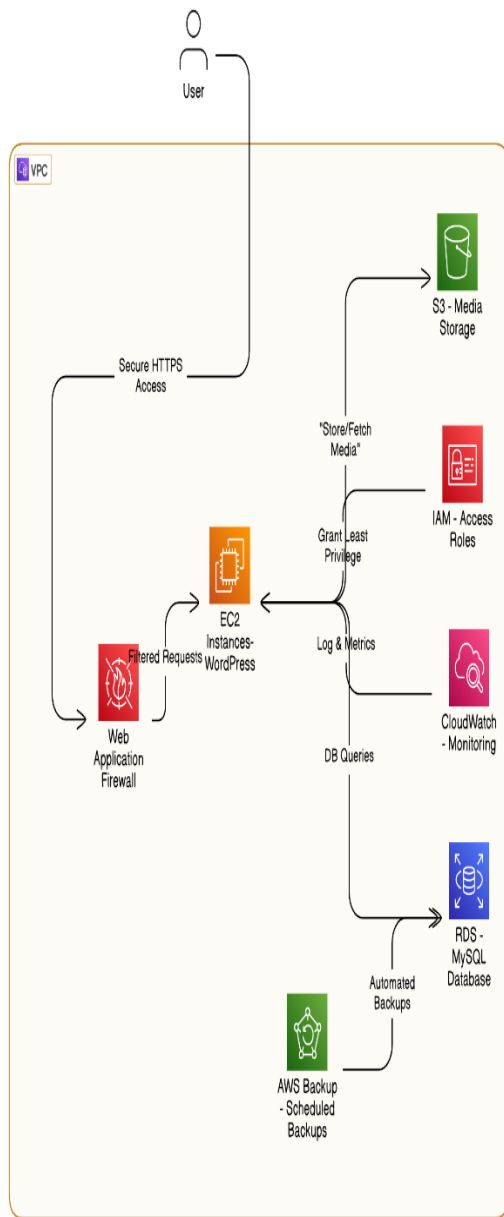 User
VPC
S3 - Media
Storage
Secure HTTPS
Access
"Store/Fetch
Media"
IAM - Access
Roles
Grant Least
Privilege
EC2
Instances-
WordPress
Filtered Requests
Log & Metrics
Web
Application
Firewall
CloudWatch
- Monitoring
DB Queries
RDS -
MySQL
Database
Automated
Backups
AWS Backup
- Scheduled
Backups